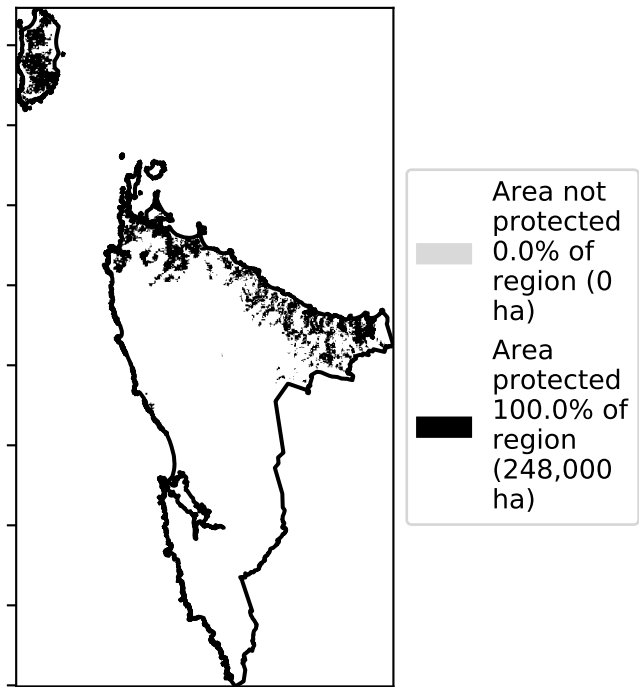 Area not
protected
0.0% of
region (0
ha)
Area
protected
100.0% of
region
(248,000
ha)